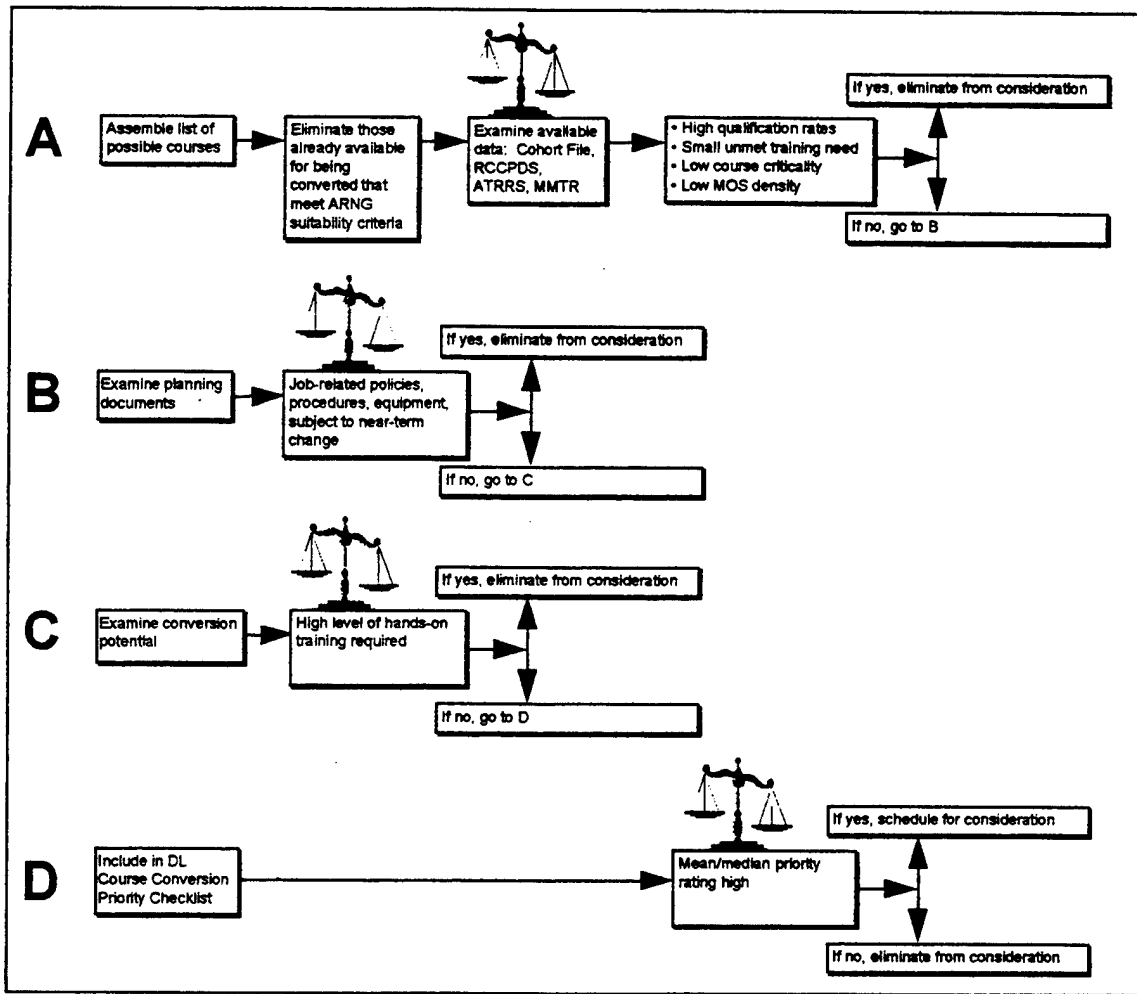 A
Assemble list of
possible courses
Eliminate those
already available
for being
converted that
meet ARNG
suitability criteria
Examine available
data: Cohort File,
RCCPDS,
ATRRS, MMTR
• High qualification rates
• Small unmet training need
• Low course criticality
• Low MOS density
If yes, eliminate from consideration
If no, go to B
B
Examine planning
documents
Job-related policies,
procedures, equipment,
subject to near-term
change
If yes, eliminate from consideration
If no, go to C
C
Examine conversion
potential
High level of hands-on
training required
If yes, eliminate from consideration
If no, go to D
D
Include in DL
Course Conversion
Priority Checklist
Mean/median priority
rating high
If yes, schedule for consideration
If no, eliminate from consideration